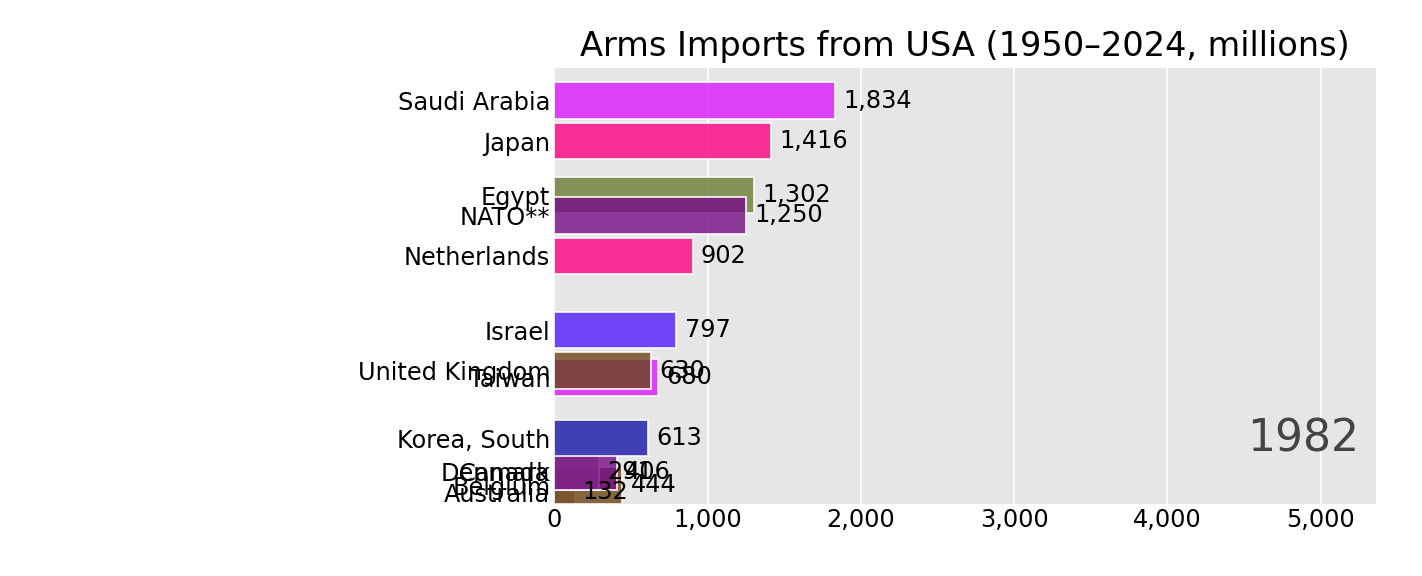 Arms Imports from USA (1950–2024, millions)
Saudi Arabia 1,834
Japan 1,416
Egypt 1,302
NATO** 1,250
Netherlands 902
Israel 797
United Kingdom 630
Taiwan 680
Korea, South 613
1982
Denmark
Canada 406
Belgium 444
Australia 132
0 1,000 2,000 3,000 4,000 5,000